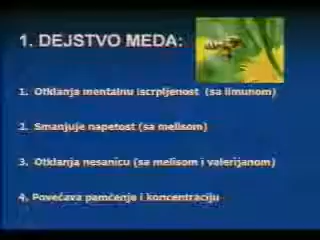 1. DEJSTVO MEDA:
1. Otklanja mentalnu iscrpljenost (sa limunom)
2. Smanjuje napetost (sa melisom)
3. Otklanja nesanicu (sa melisom i valerijanom)
4. Povećava pamćenje i koncentraciju